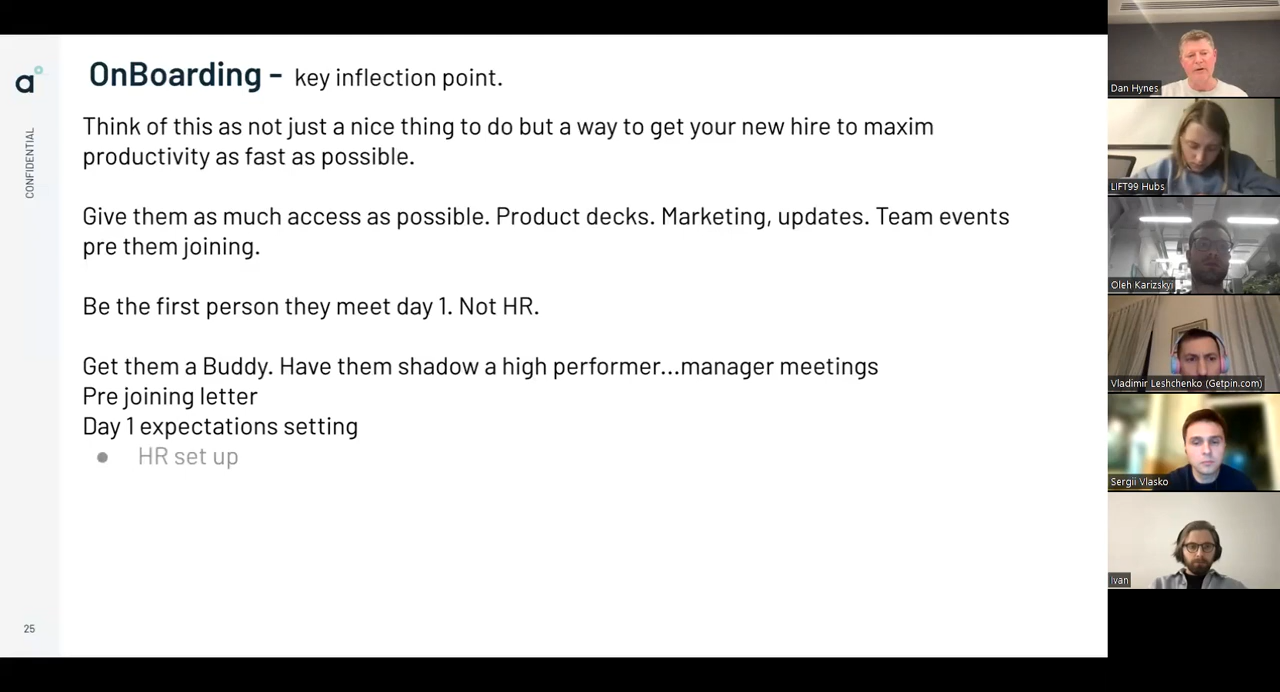 a
CONFIDENTIAL
OnBoarding - key inflection point.
Think of this as not just a nice thing to do but a way to get your new hire to maxim
productivity as fast as possible.
Give them as much access as possible. Product decks. Marketing, updates. Team events
pre them joining.
Be the first person they meet day 1. Not HR.
Get them a Buddy. Have them shadow a high performer...manager meetings
Pre joining letter
Day 1 expectations setting
● HR set up
25
Dan Hynes
LIFT99 Hubs
Oleh Karizskyi
Vladimir Leshchenko (Getpin.com)
Sergii Vlasko
Ivan